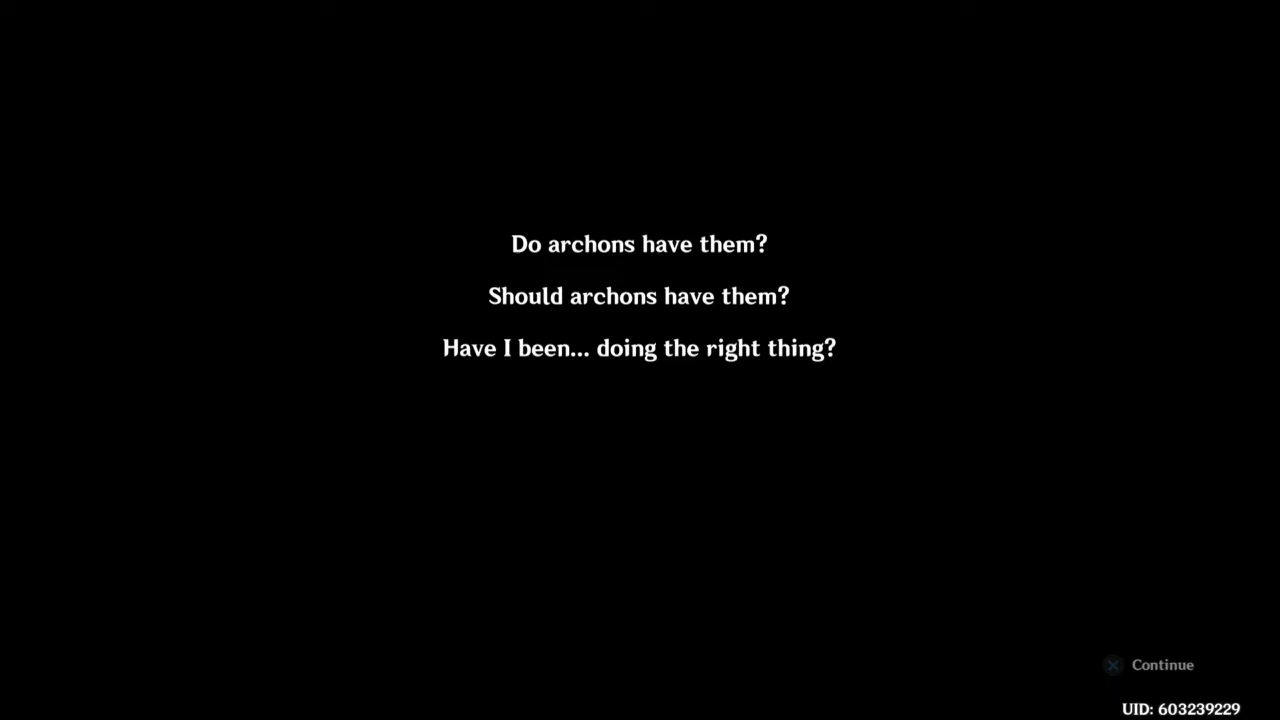 Do archons have them?
Should archons have them?
Have I been... doing the right thing?
Continue
UID: 603239229